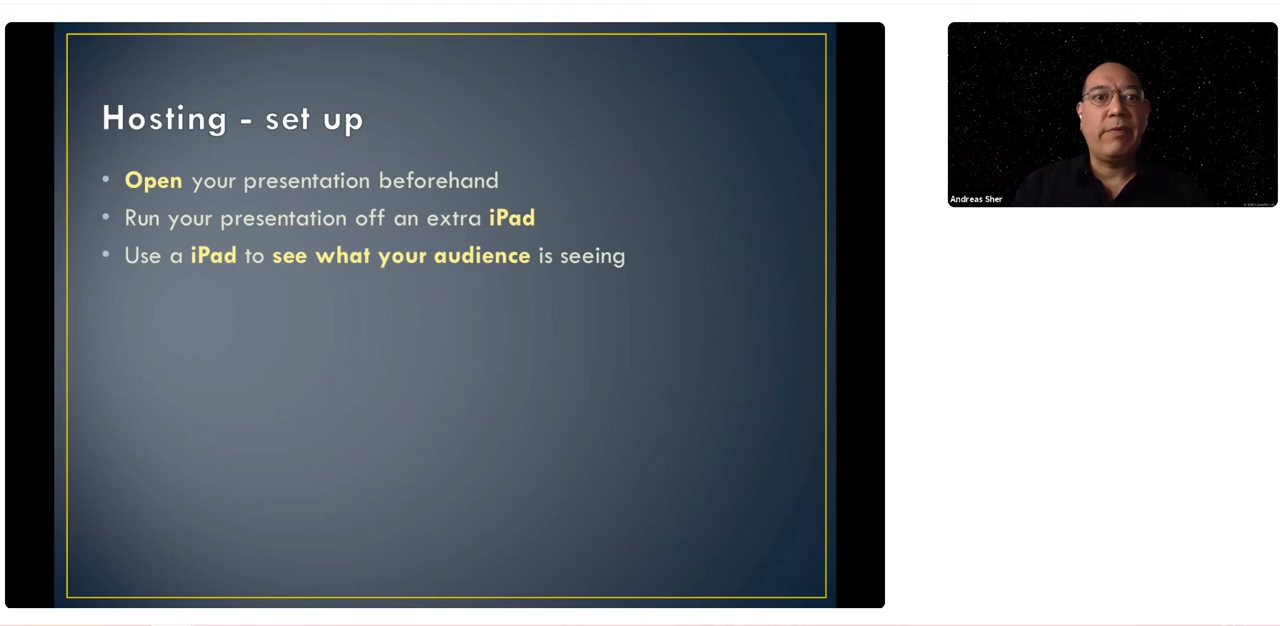 Hosting - set up
• Open your presentation beforehand
• Run your presentation off an extra iPad
• Use a iPad to see what your audience is seeing
Andreas Sher